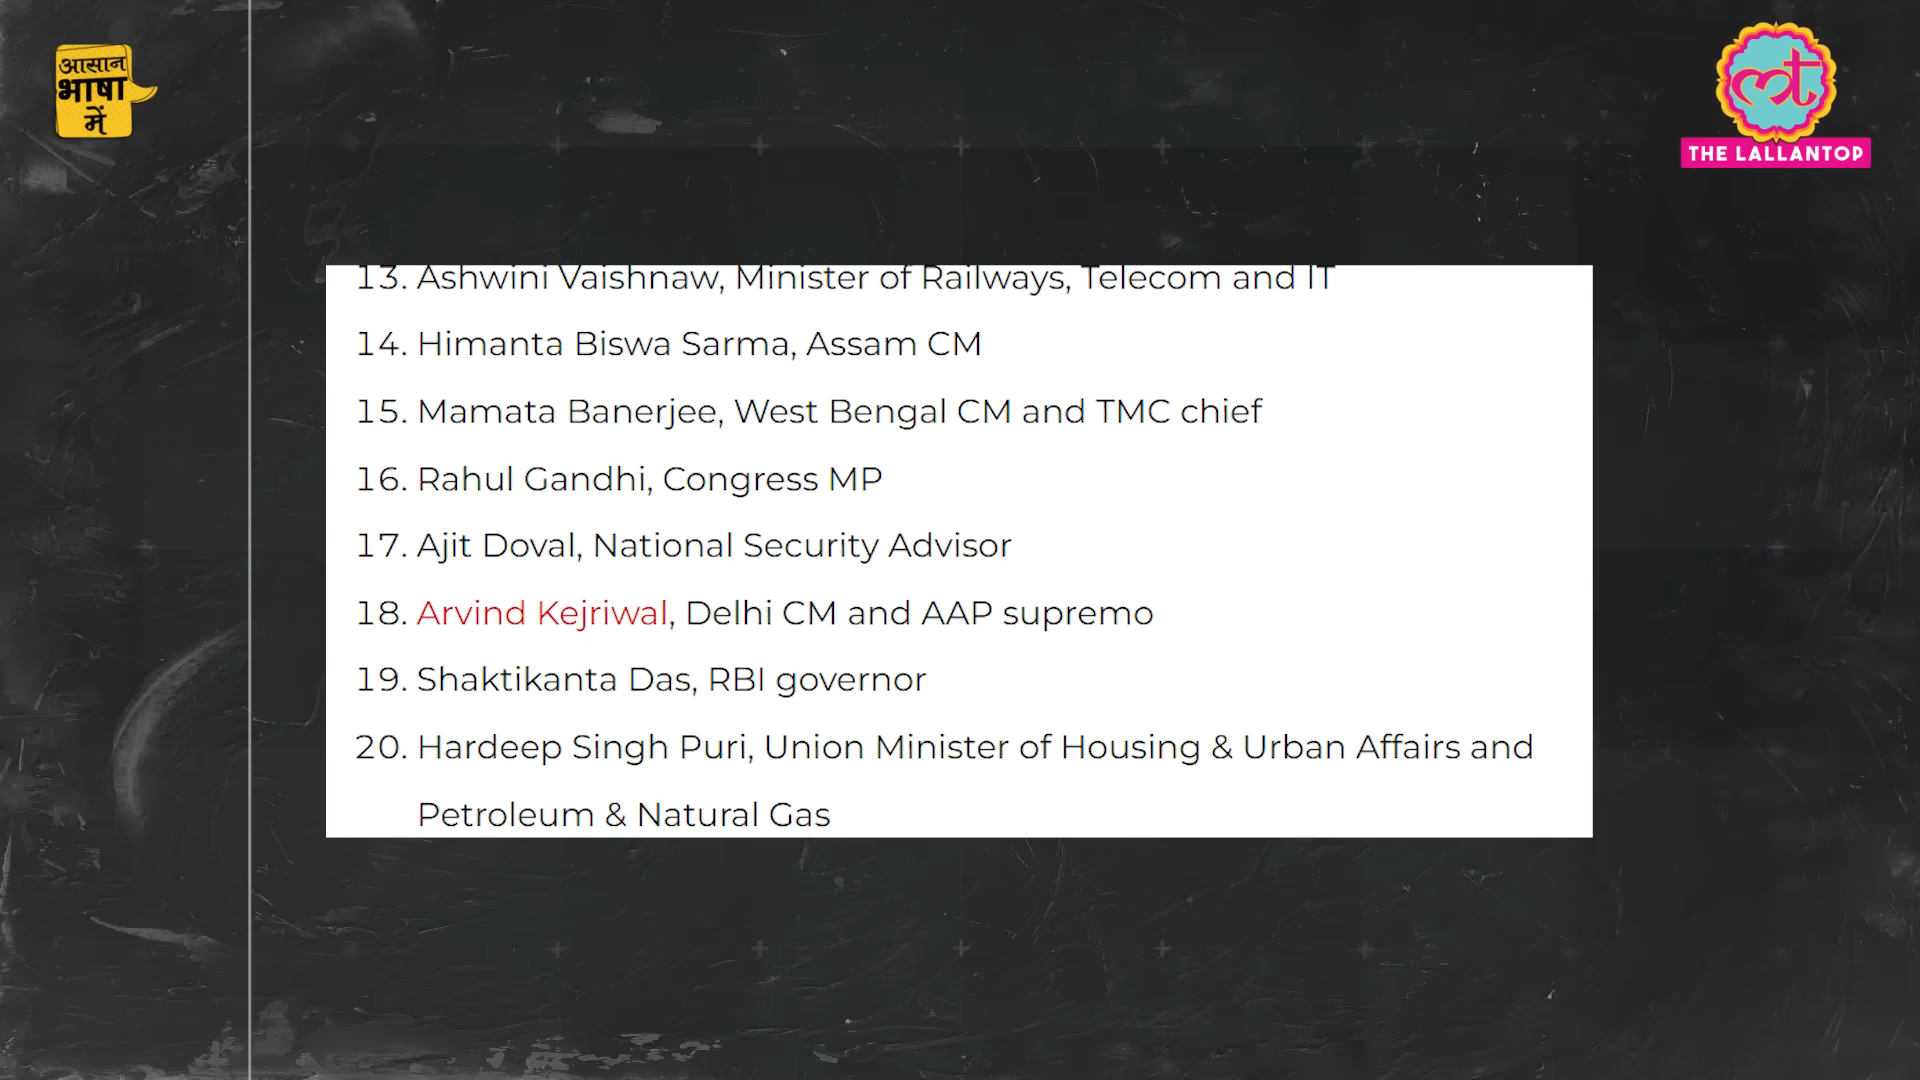 आसान
भाषा
में
THE LALLANTOP
13. Ashwini Vaishnaw, Minister of Railways, Telecom and IT
14. Himanta Biswa Sarma, Assam CM
15. Mamata Banerjee, West Bengal CM and TMC chief
16. Rahul Gandhi, Congress MP
17. Ajit Doval, National Security Advisor
18. Arvind Kejriwal, Delhi CM and AAP supremo
19. Shaktikanta Das, RBI governor
20. Hardeep Singh Puri, Union Minister of Housing & Urban Affairs and
Petroleum & Natural Gas